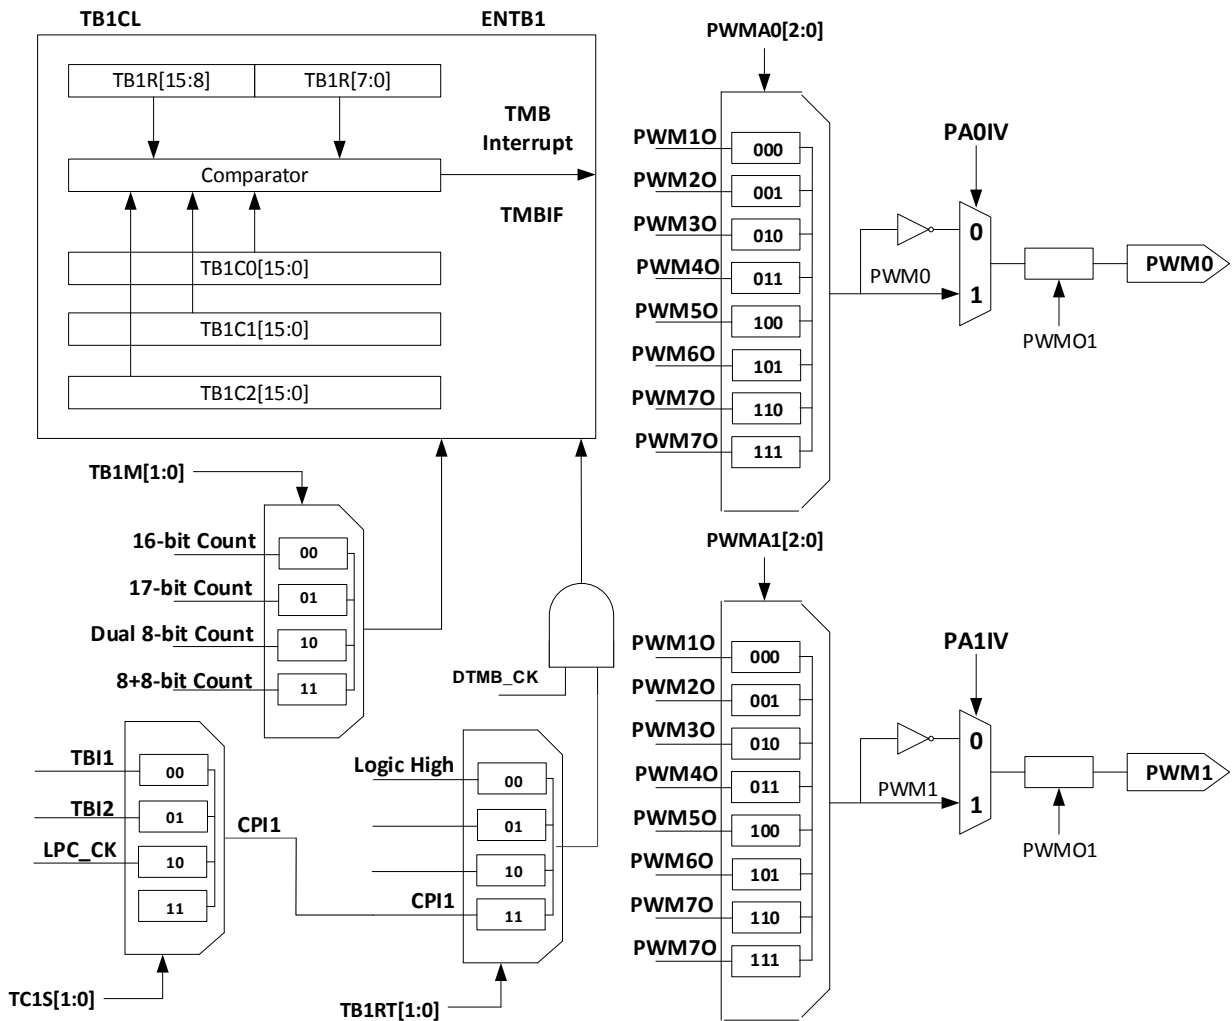 TB1CL
ENTB1
TB1R[15:8]
TB1R[7:0]
TMB
Interrupt
Comparator
TMBIF
TB1C0[15:0]
TB1C1[15:0]
TB1C2[15:0]
TB1M[1:0]
16-bit Count
00
17-bit Count
01
Dual 8-bit Count
10
8+8-bit Count
11
DTMB_CK
TBI1
00
TBI2
01
LPC_CK
10
11
CPI1
TC1S[1:0]
Logic High
00
01
10
CPI1
11
TB1RT[1:0]
PWMA0[2:0]
PWM1O
000
PWM2O
001
PWM3O
010
PWM4O
011
PWM5O
100
PWM6O
101
PWM7O
110
PWM7O
111
PWM0
PA0IV
0
1
PWMO1
PWM0
PWMA1[2:0]
PWM1O
000
PWM2O
001
PWM3O
010
PWM4O
011
PWM5O
100
PWM6O
101
PWM7O
110
PWM7O
111
PWM1
PA1IV
0
1
PWMO1
PWM1